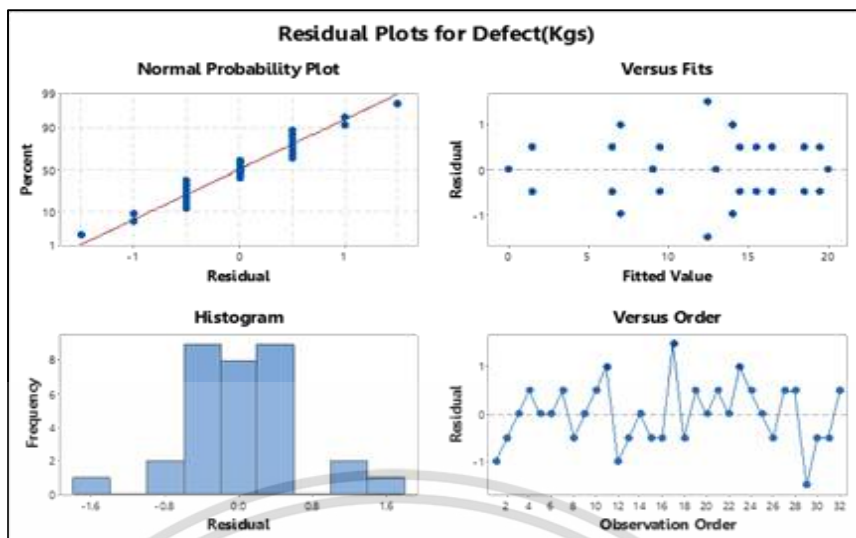 Residual Plots for Defect(Kgs)
Normal Probability Plot
99
90
50
10
1
Percent
-1 0 1
Residual
Versus Fits
1
0
-1
Residual
0 5 10 15 20
Fitted Value
Histogram
8
6
4
2
0
Frequency
-1.6 -0.8 0.0 0.8 1.6
Residual
Versus Order
1
0
-1
Residual
2 4 6 8 10 12 14 16 18 20 22 24 26 28 30 32
Observation Order